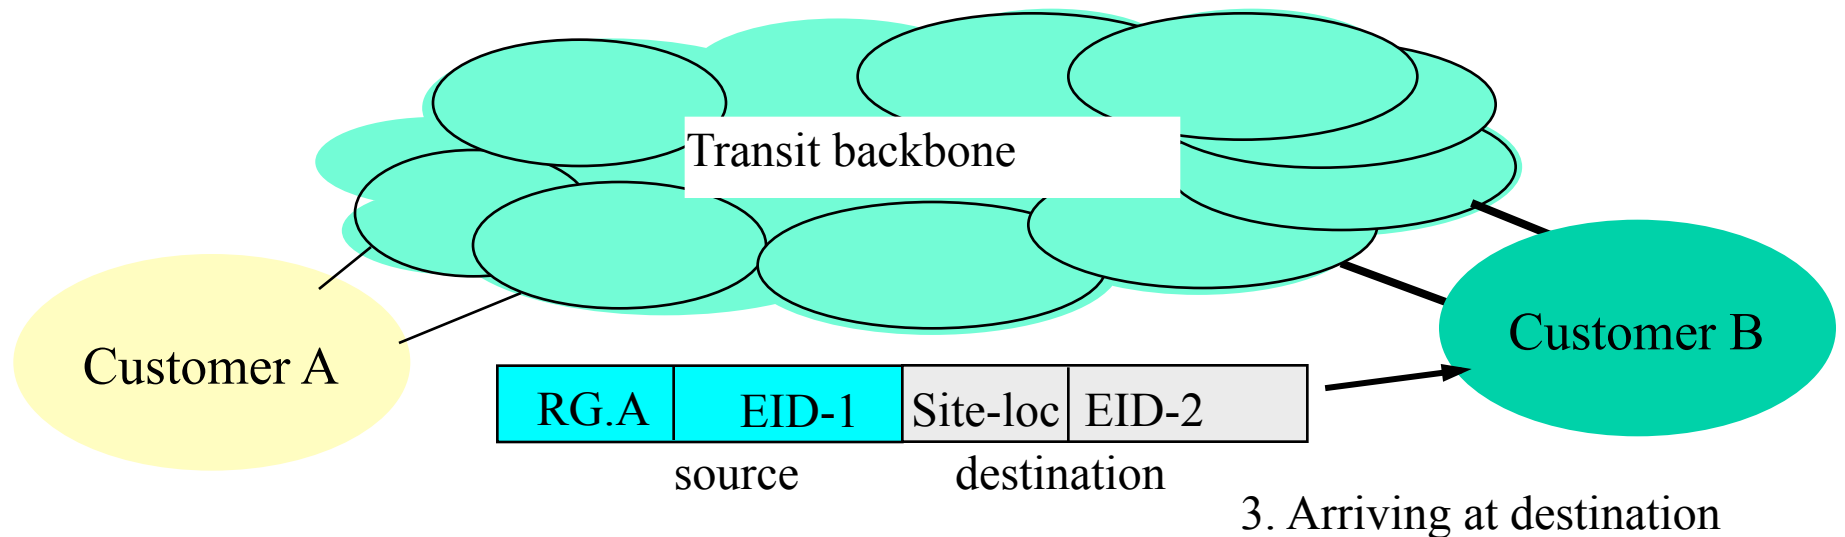 Transit backbone
Customer A
Customer B
RG.A EID-1 Site-loc EID-2
source destination
3. Arriving at destination